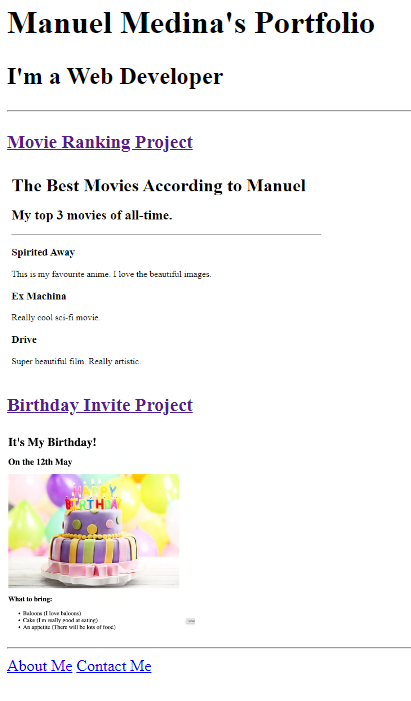 Manuel Medina's Portfolio
I'm a Web Developer
Movie Ranking Project
The Best Movies According to Manuel
My top 3 movies of all-time.
Spirited Away
This is my favourite anime. I love the beautiful images.
Ex Machina
Really cool sci-fi movie.
Drive
Super beautiful film. Really artistic.
Birthday Invite Project
It's My Birthday!
On the 12th May
HAPPY
BIRTHDAY
What to bring:
• Baloons (I love baloons)
• Cake (I'm really good at eating)
• An appetite (There will be lots of food)
About Me Contact Me